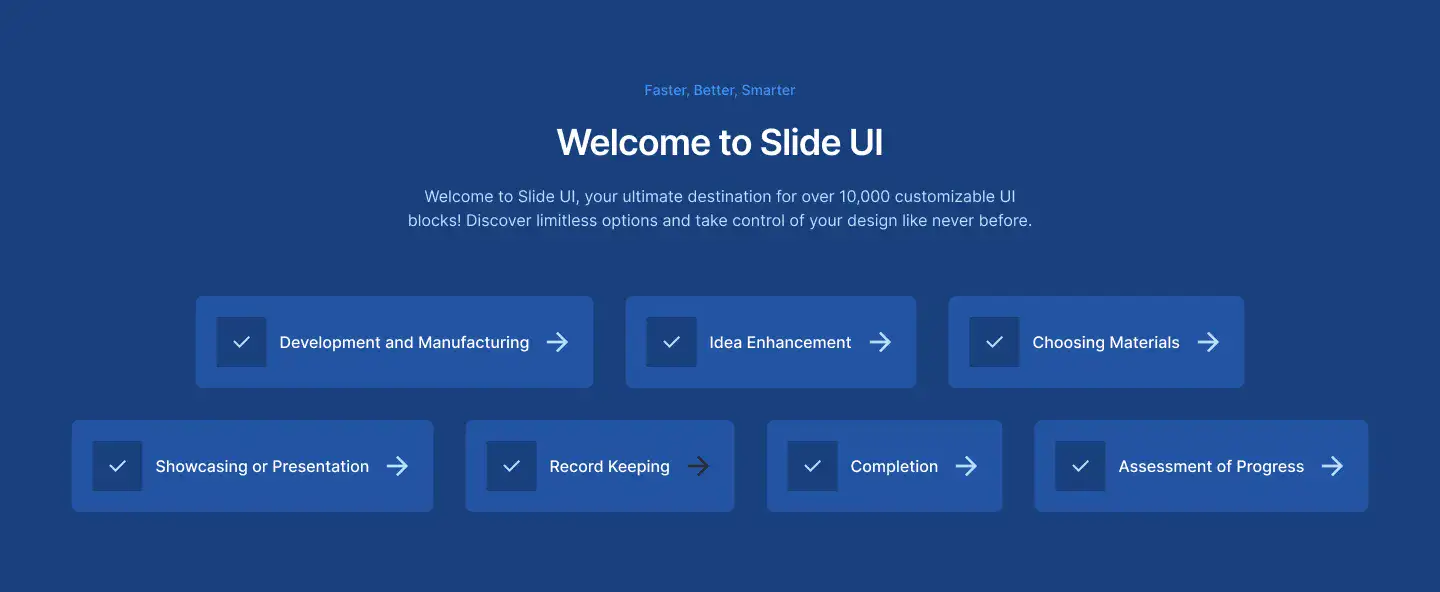 Faster, Better, Smarter
Welcome to Slide UI
Welcome to Slide UI, your ultimate destination for over 10,000 customizable UI
blocks! Discover limitless options and take control of your design like never before.
Development and Manufacturing
Idea Enhancement
Choosing Materials
Showcasing or Presentation
Record Keeping
Completion
Assessment of Progress